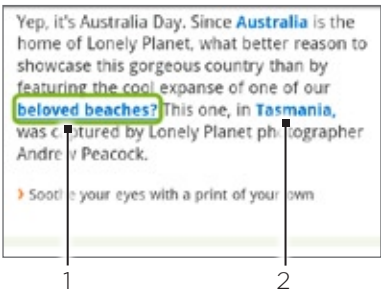 Yep, it's Australia Day. Since Australia is the
home of Lonely Planet, what better reason to
showcase this gorgeous country than by
featuring the cool expanse of one of our
beloved beaches? This one, in Tasmania,
was captured by Lonely Planet photographer
Andrew Peacock.
› Soothe your eyes with a print of your own
1 2